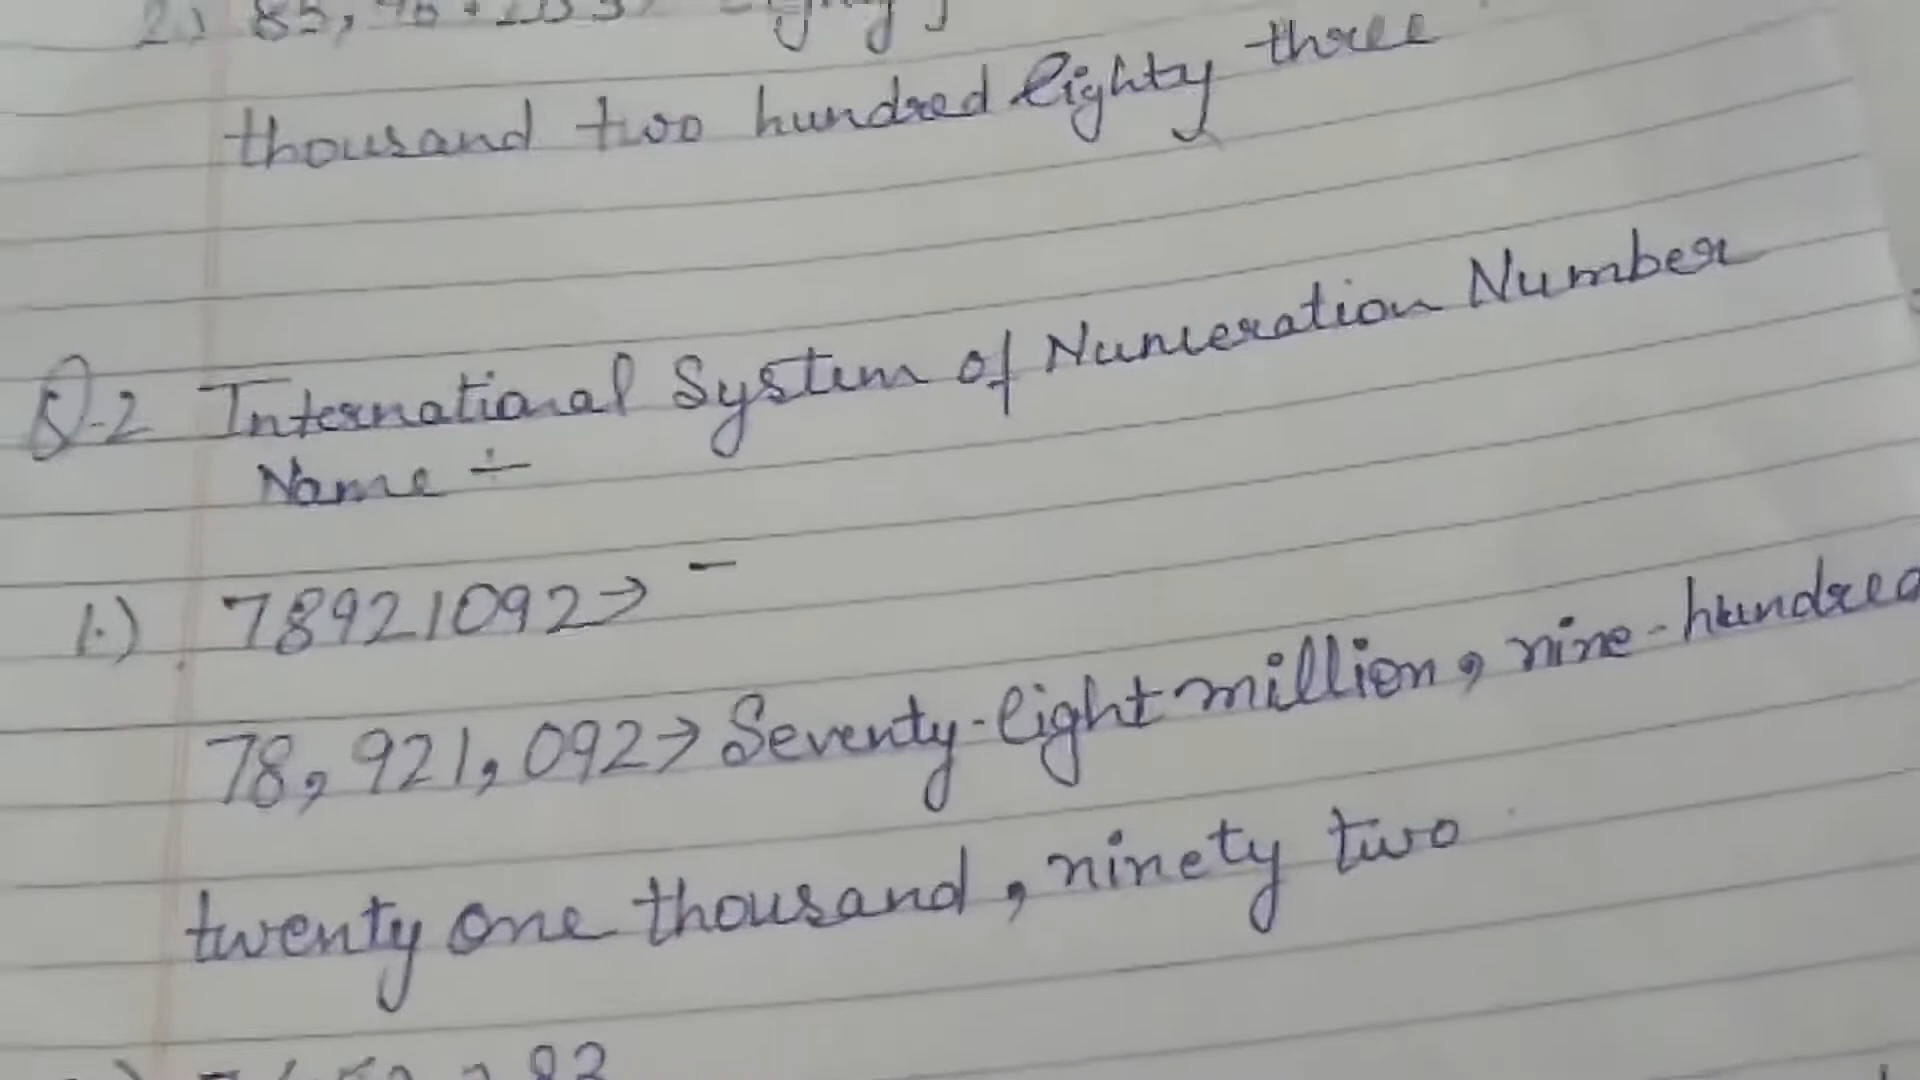 2.)
thousand two hundred Eighty three
Q.2 International System of Numeration Number
Name ÷
1.) 78921092→ -
78,921,092→ Seventy-Eight million, nine-hundred
twenty one thousand, ninety two